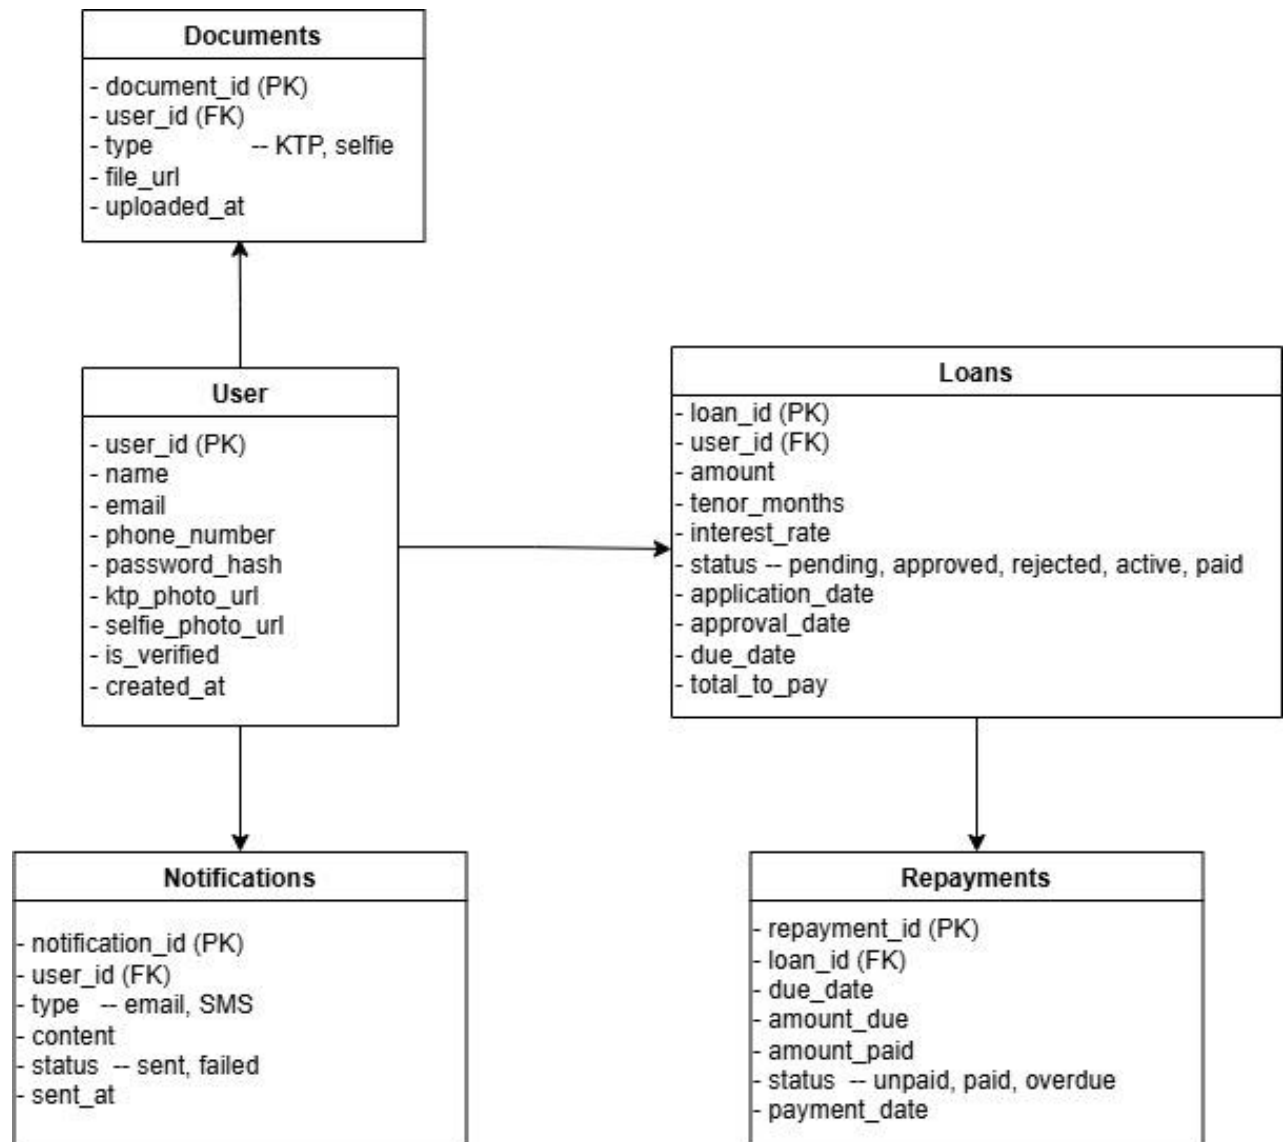 Documents
- document_id (PK)
- user_id (FK)
- type -- KTP, selfie
- file_url
- uploaded_at
User
- user_id (PK)
- name
- email
- phone_number
- password_hash
- ktp_photo_url
- selfie_photo_url
- is_verified
- created_at
Loans
- loan_id (PK)
- user_id (FK)
- amount
- tenor_months
- interest_rate
- status -- pending, approved, rejected, active, paid
- application_date
- approval_date
- due_date
- total_to_pay
Notifications
- notification_id (PK)
- user_id (FK)
- type -- email, SMS
- content
- status -- sent, failed
- sent_at
Repayments
- repayment_id (PK)
- loan_id (FK)
- due_date
- amount_due
- amount_paid
- status -- unpaid, paid, overdue
- payment_date